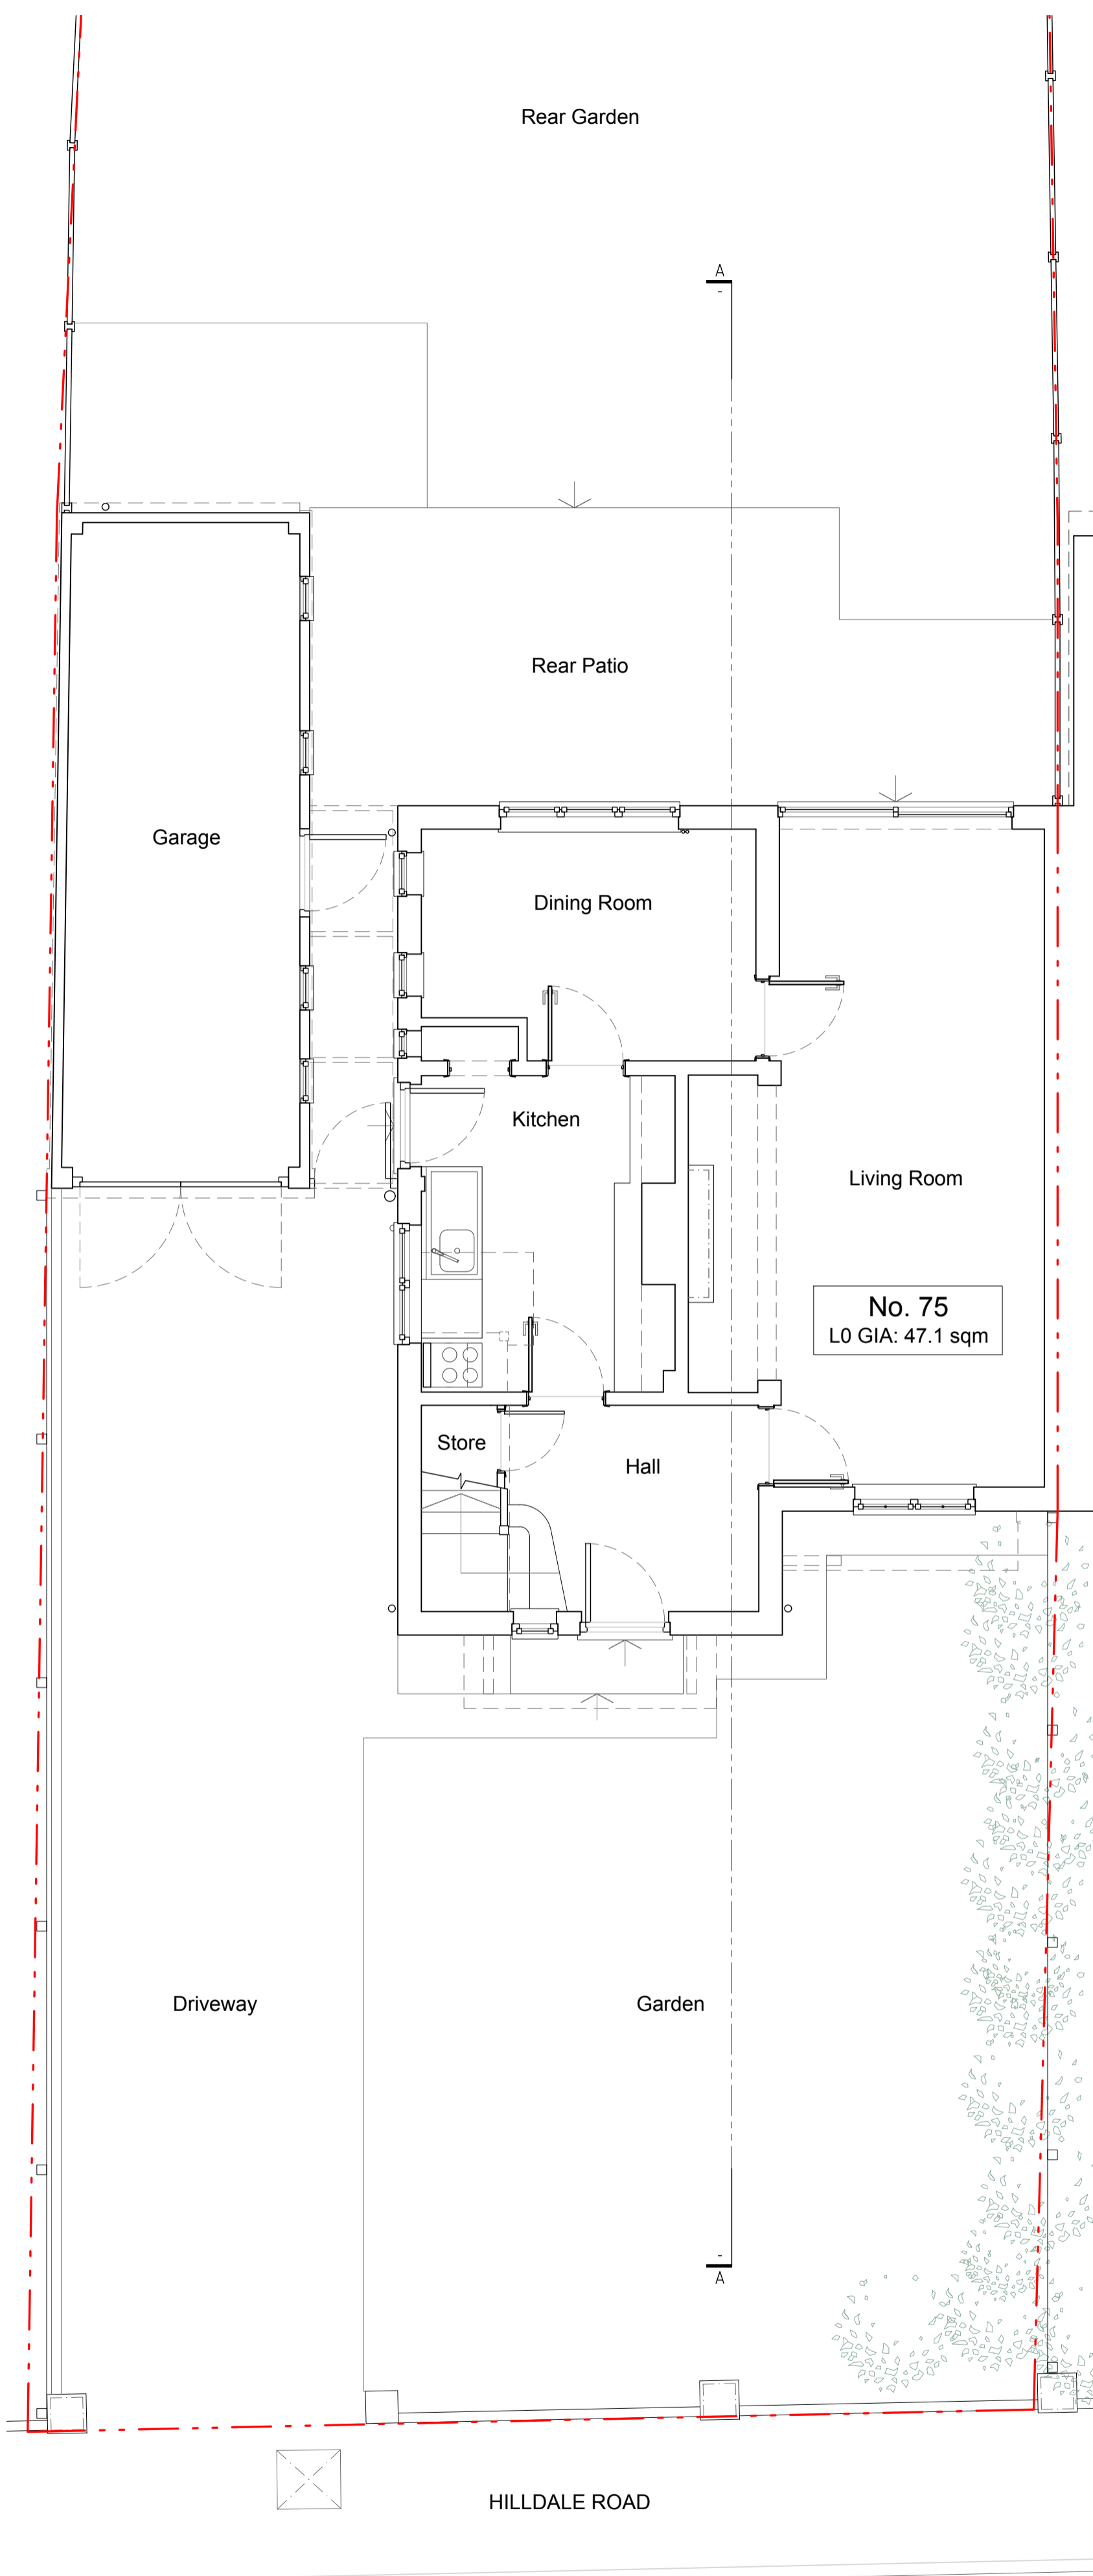 Rear Garden
A
-
Rear Patio
Garage
Dining Room
Kitchen
Living Room
No. 75
L0 GIA: 47.1 sqm
Store
Hall
Driveway
Garden
-
A
HILLDALE ROAD